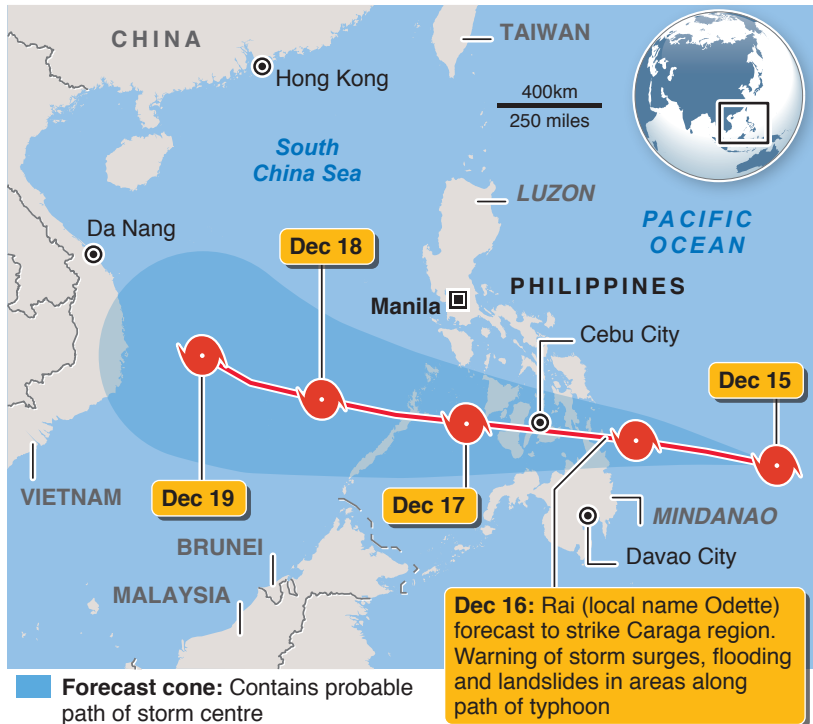 CHINA
TAIWAN
Hong Kong
400km
250 miles
South
China Sea
LUZON
PACIFIC
OCEAN
Da Nang
Dec 18
PHILIPPINES
Manila
Cebu City
Dec 15
Dec 19
Dec 17
VIETNAM
MINDANAO
BRUNEI
Davao City
MALAYSIA
Dec 16: Rai (local name Odette)
forecast to strike Caraga region.
Warning of storm surges, flooding
and landslides in areas along
path of typhoon
Forecast cone: Contains probable
path of storm centre